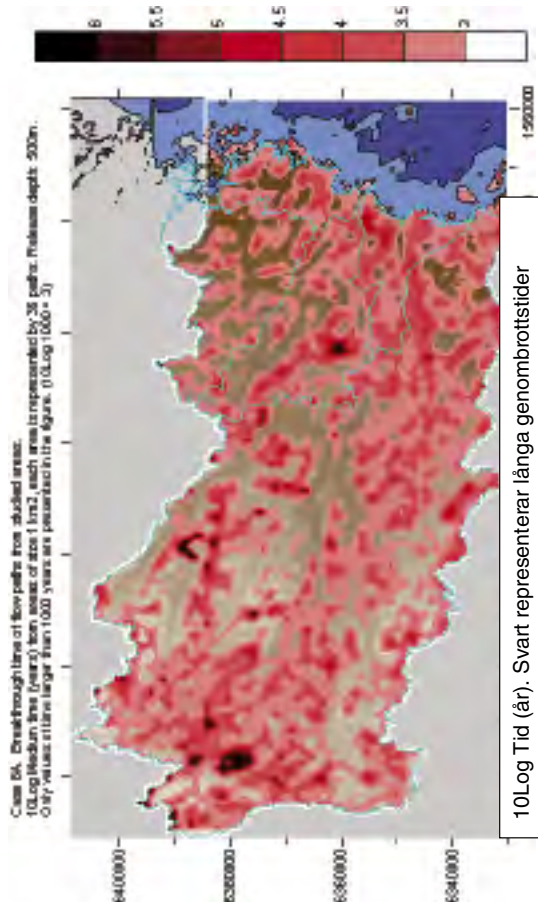 Case 6A. Breakthrough time of flow paths from studied areas.
10Log Medium time (years) from areas of size 1 km2, each area is represented by 36 paths. Release depth: 500m.
Only values of time larger than 1000 years are presented in the figure. (10Log 1000 = 3)
6 5.5 5 4.5 4 3.5 3
6400000
6380000
6360000
6340000
1560000
10Log Tid (år). Svart representerar långa genombrottstider